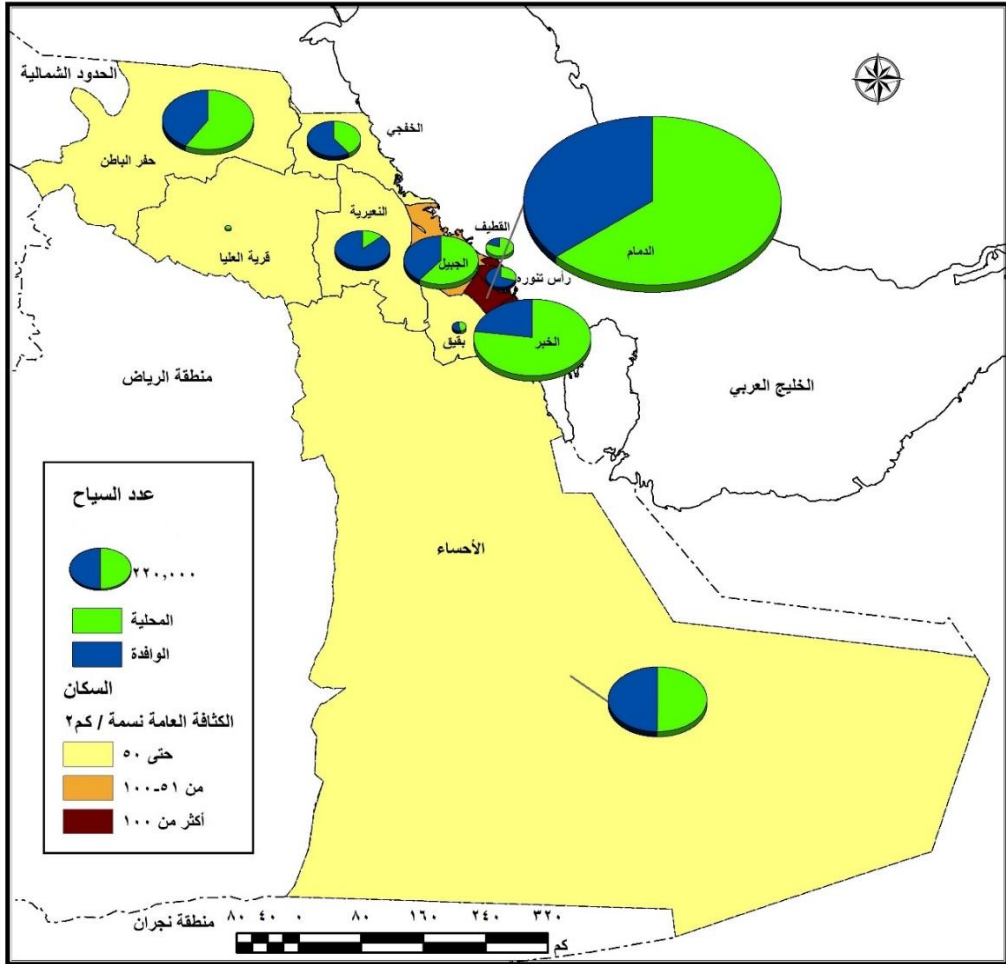 الحدود الشمالية
حفر الباطن
الخفجي
النعيرية
قرية العليا
القطيف
الجبيل
الدمام
رأس تنوره
الخبر
بقيق
منطقة الرياض
الخليج العربي
الأحساء
عدد السياح
٢٢٠,٠٠٠
المحلية
الوافدة
السكان
الكثافة العامة نسمة / كم٢
حتى ٥٠
من ٥١-١٠٠
أكثر من ١٠٠
منطقة نجران
٨٠ ٤٠ ٠ ٨٠ ١٦٠ ٢٤٠ ٣٢٠
كم